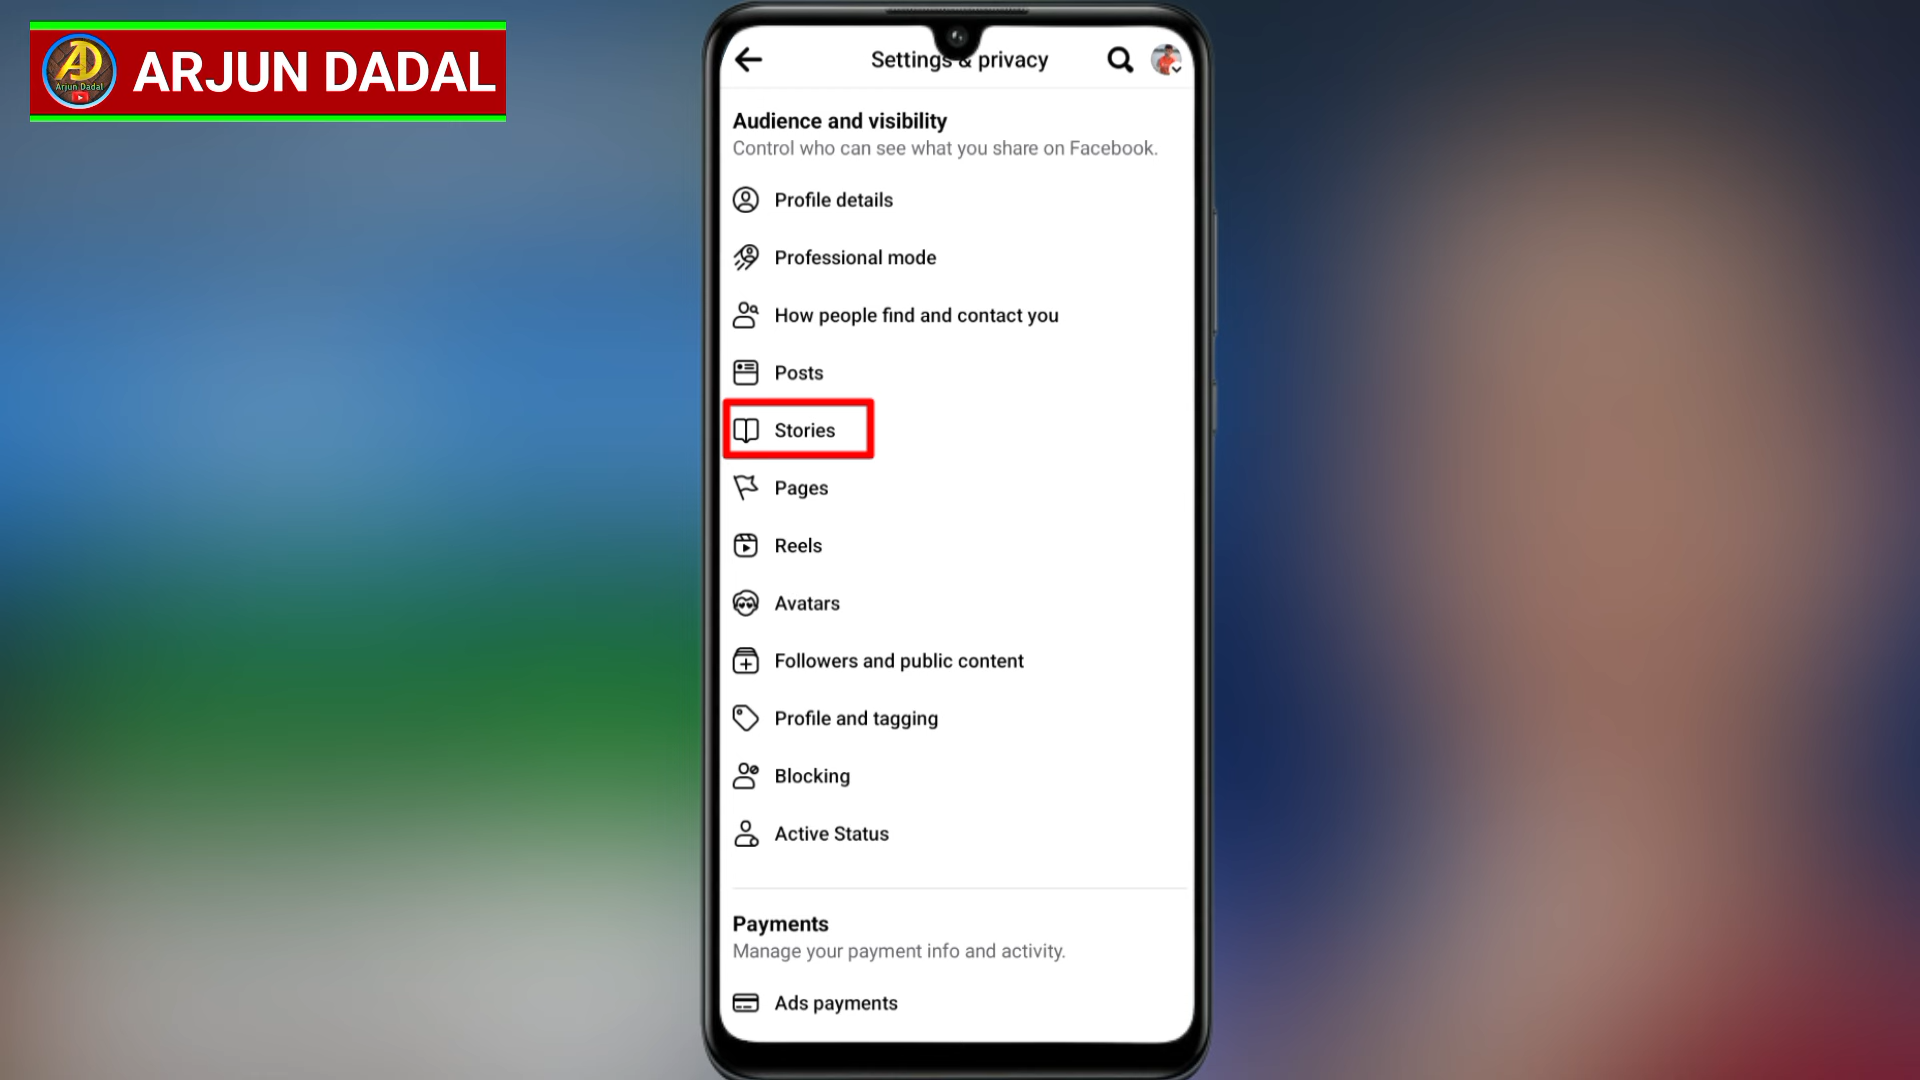 ARJUN DADAL
Arjun Dadal
Settings & privacy
Audience and visibility
Control who can see what you share on Facebook.
Profile details
Professional mode
How people find and contact you
Posts
Stories
Pages
Reels
Avatars
Followers and public content
Profile and tagging
Blocking
Active Status
Payments
Manage your payment info and activity.
Ads payments